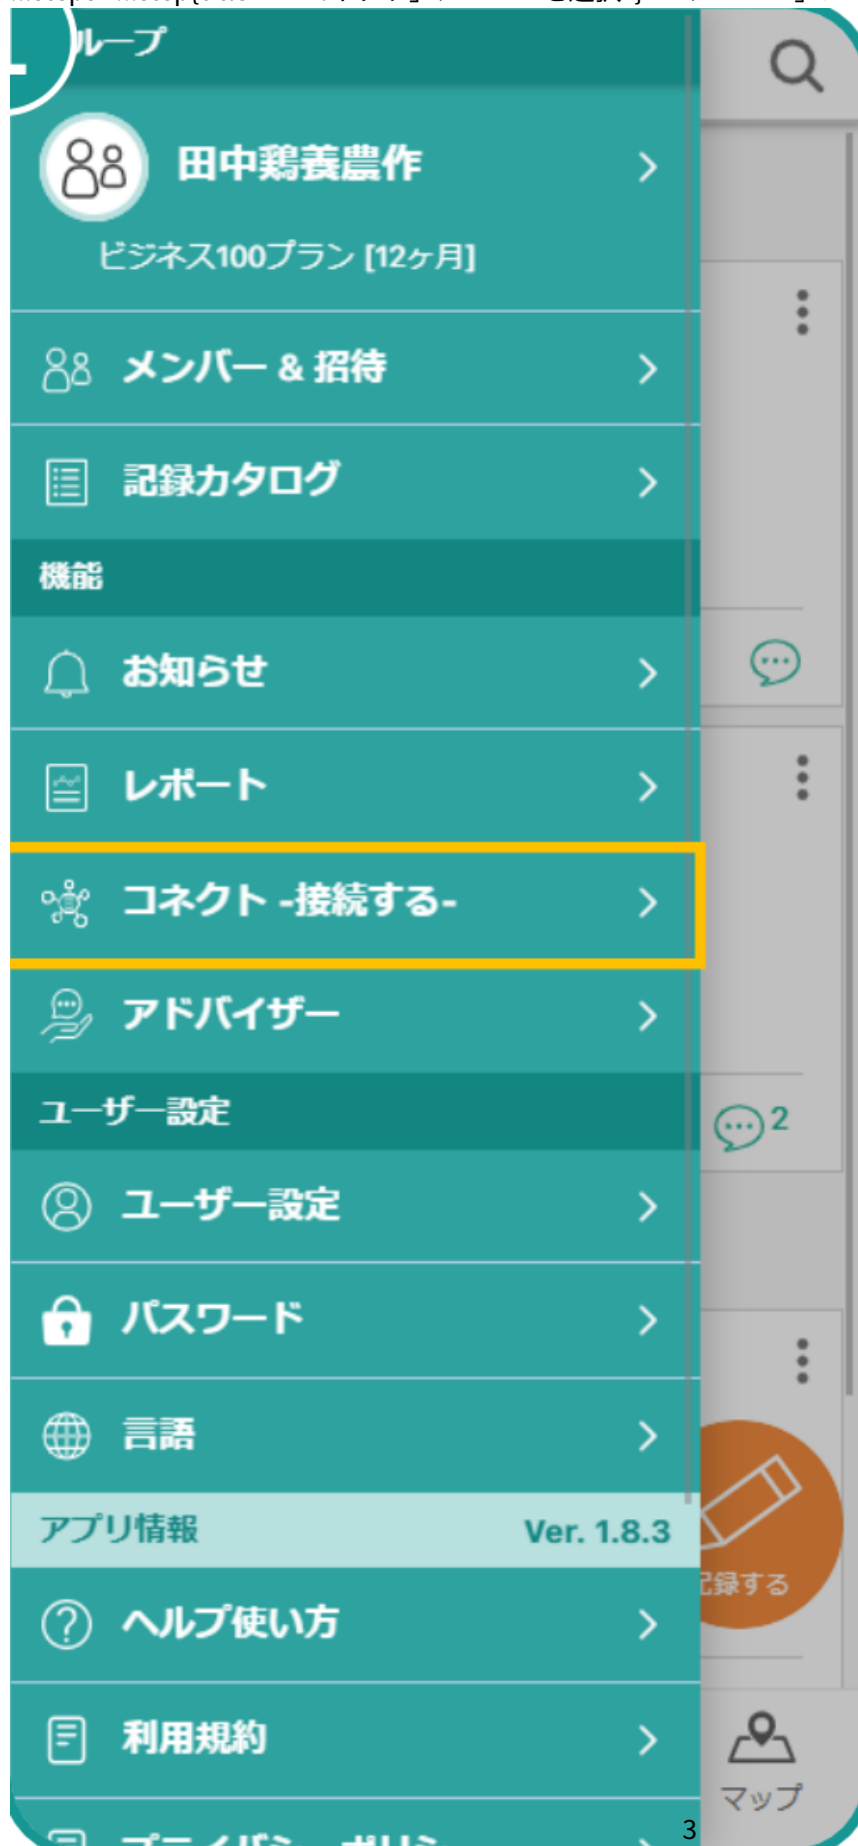 ループ
田中鶏養農作
ビジネス100プラン [12ヶ月]
メンバー & 招待
記録カタログ
機能
お知らせ
レポート
コネクト -接続する-
アドバイザー
ユーザー設定
2
ユーザー設定
パスワード
言語
アプリ情報 Ver. 1.8.3
録する
ヘルプ使い方
利用規約
マップ
3